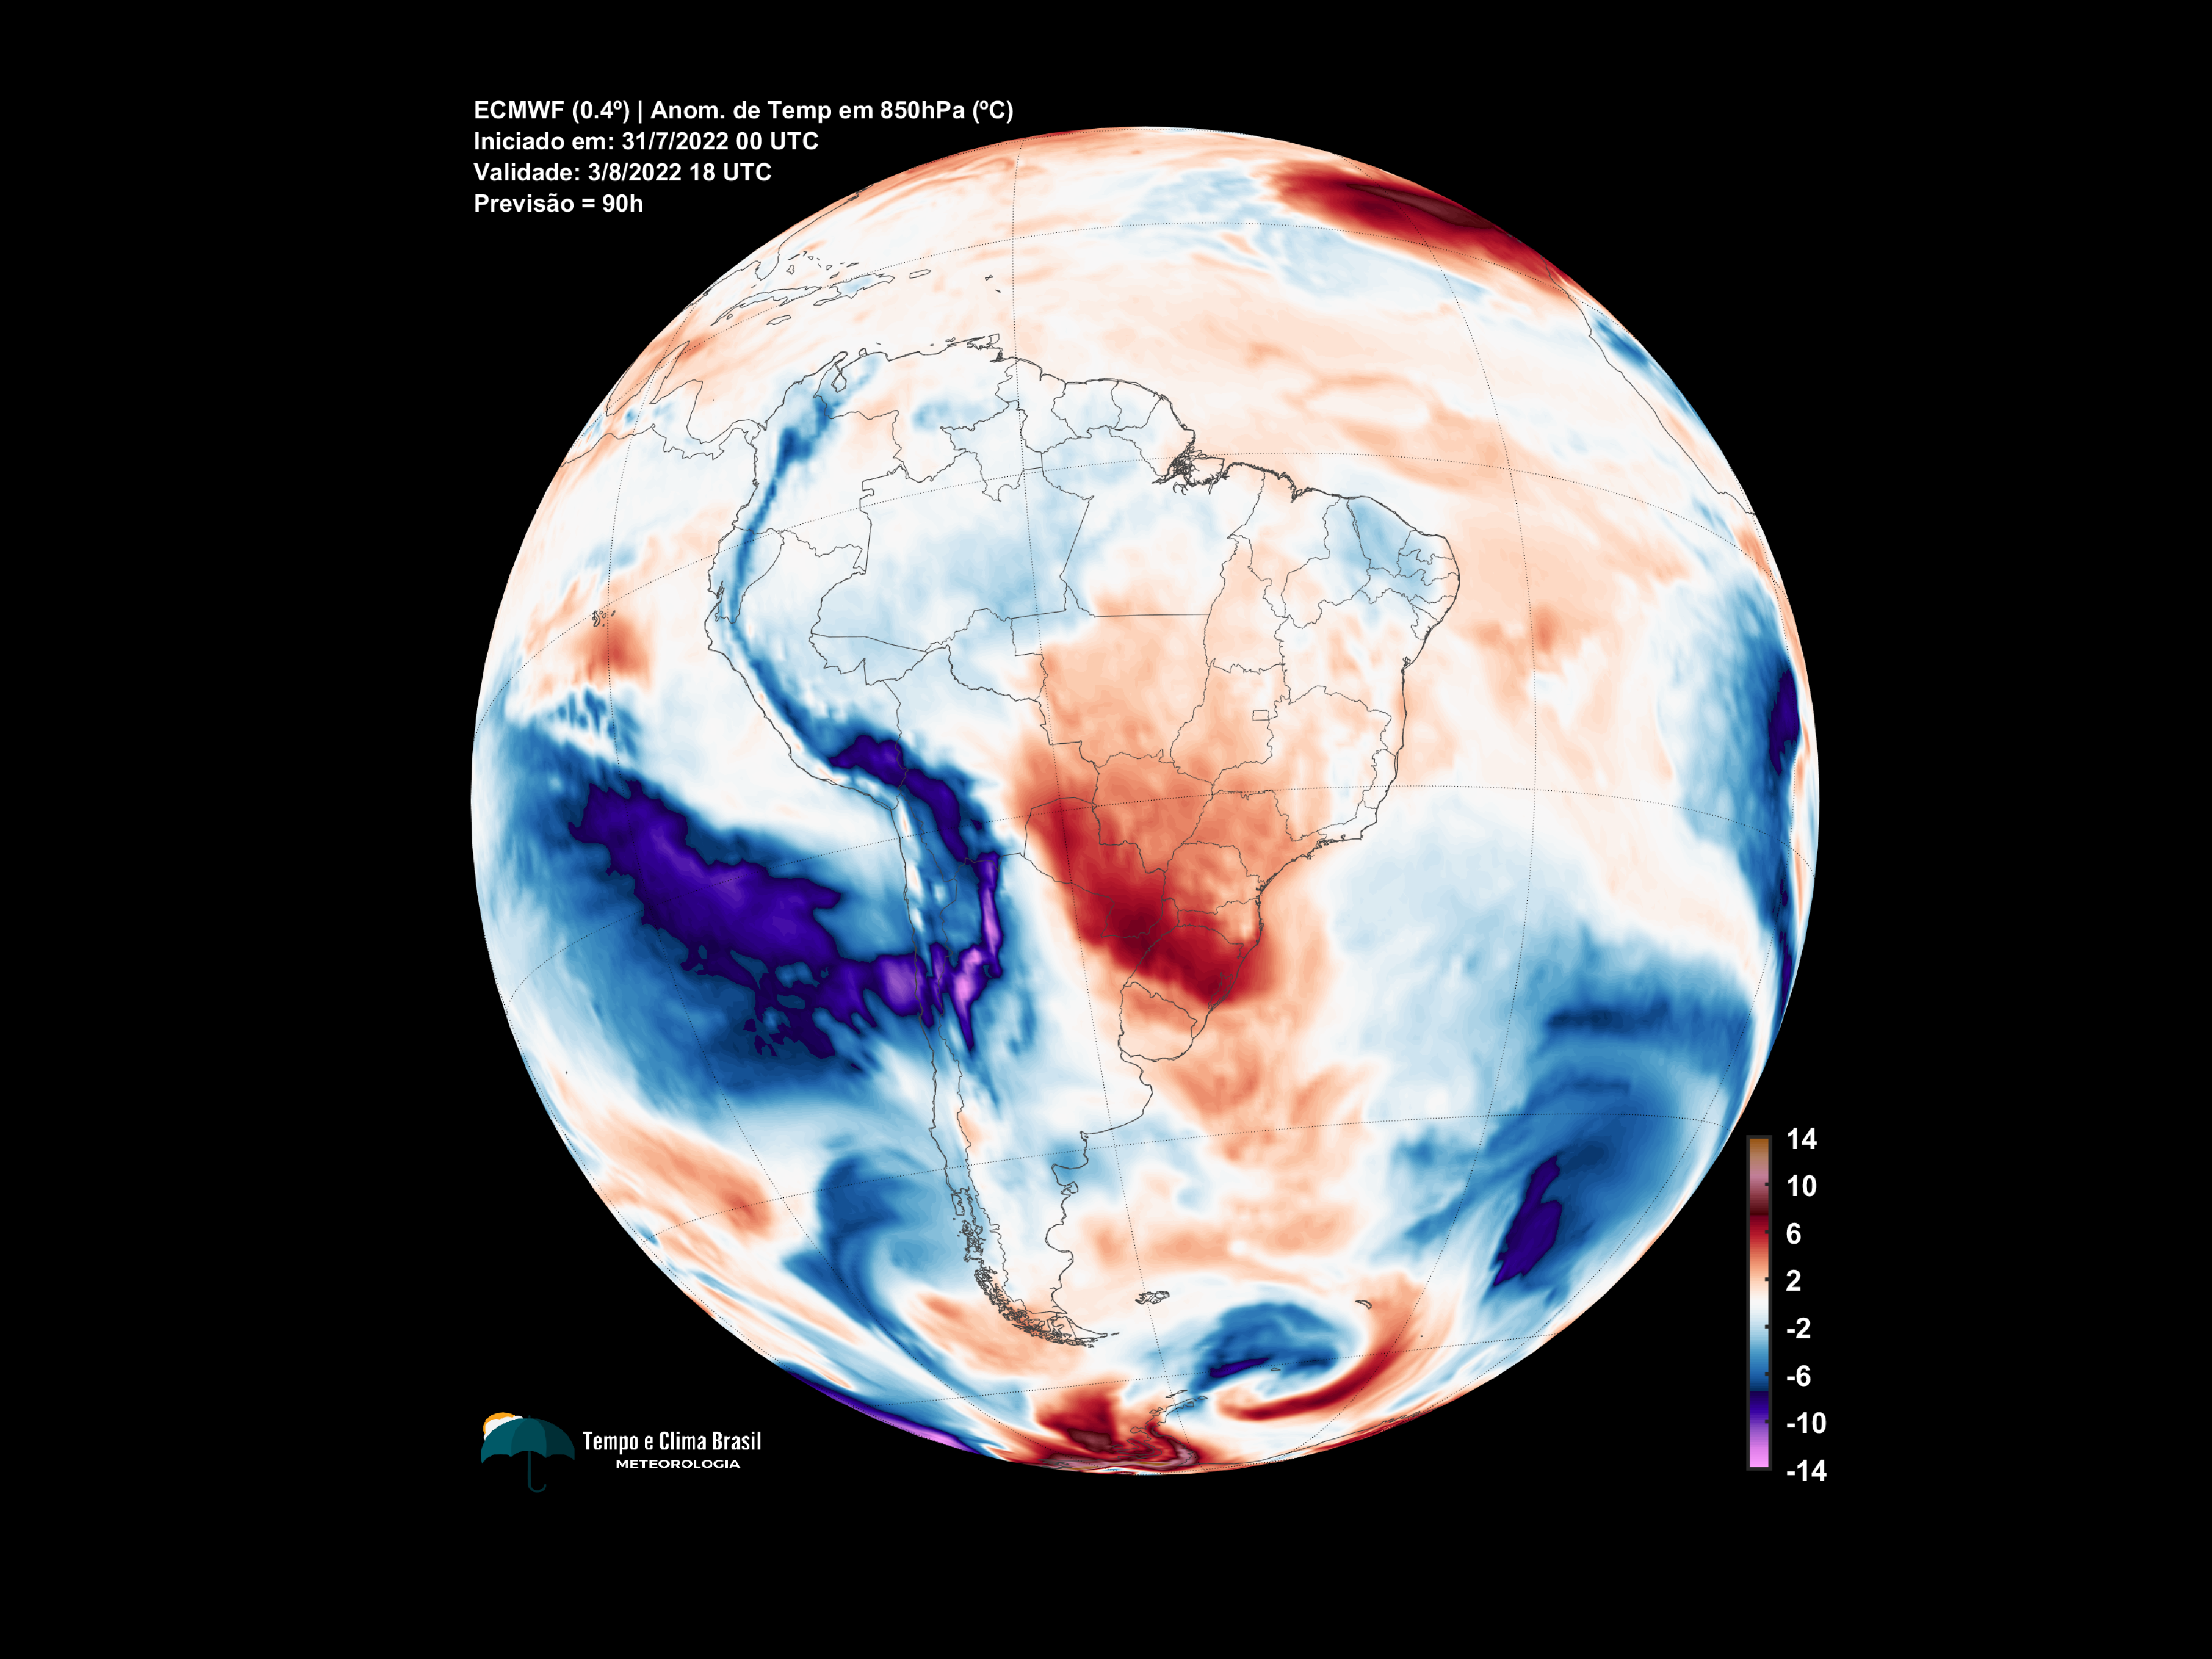 ECMWF (0.4º) | Anom. de Temp em 850hPa (ºC)
Iniciado em: 31/7/2022 00 UTC
Validade: 3/8/2022 18 UTC
Previsão = 90h
14
10
6
2
-2
-6
-10
-14
Tempo e Clima Brasil
METEOROLOGIA